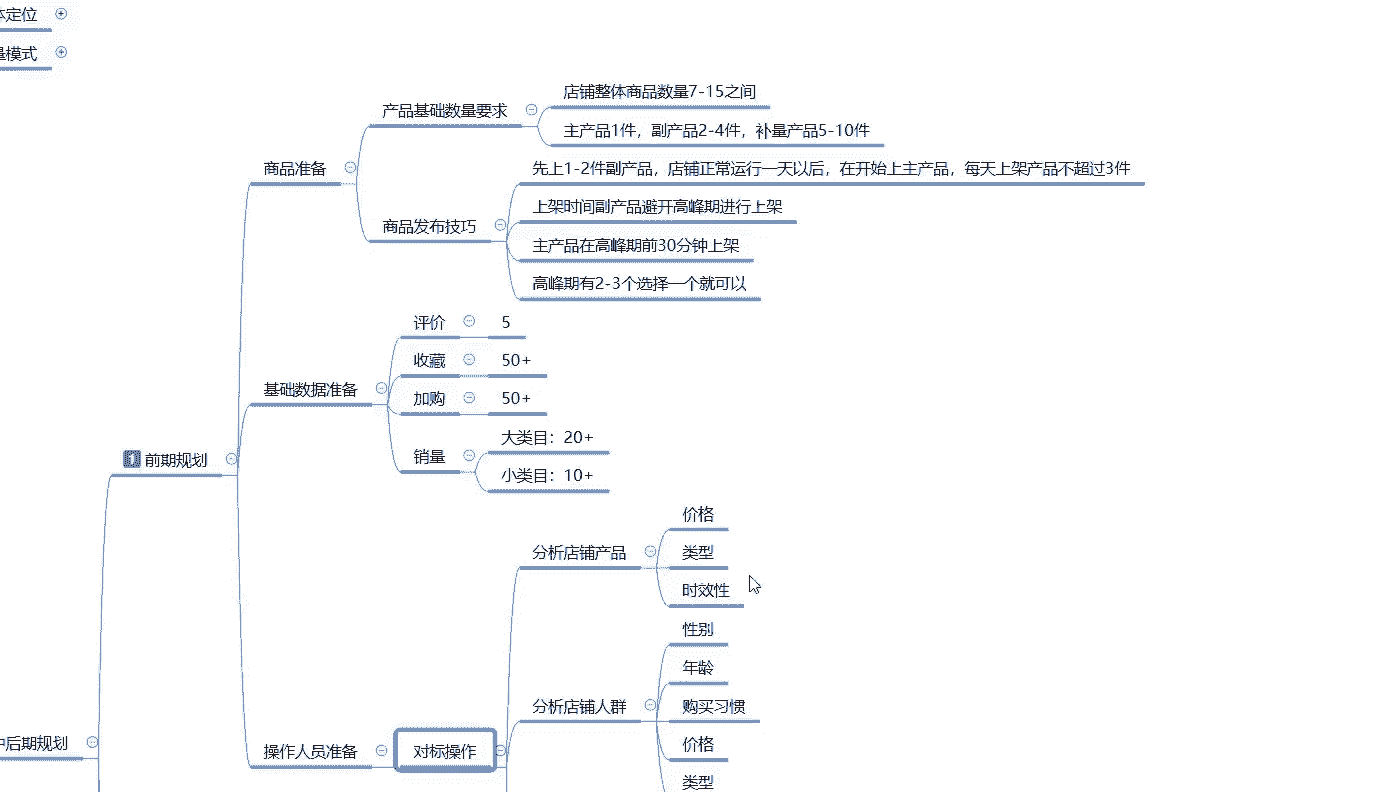 体定位
量模式
店铺整体商品数量7-15之间
产品基础数量要求
主产品1件，副产品2-4件，补量产品5-10件
商品准备
先上1-2件副产品，店铺正常运行一天以后，在开始上主产品，每天上架产品不超过3件
上架时间副产品避开高峰期进行上架
商品发布技巧
主产品在高峰期前30分钟上架
高峰期有2-3个选择一个就可以
评价
5
收藏
50+
基础数据准备
加购
50+
大类目：20+
销量
小类目：10+
1 前期规划
价格
分析店铺产品
类型
时效性
性别
年龄
分析店铺人群
购买习惯
中后期规划
操作人员准备
对标操作
价格
类型